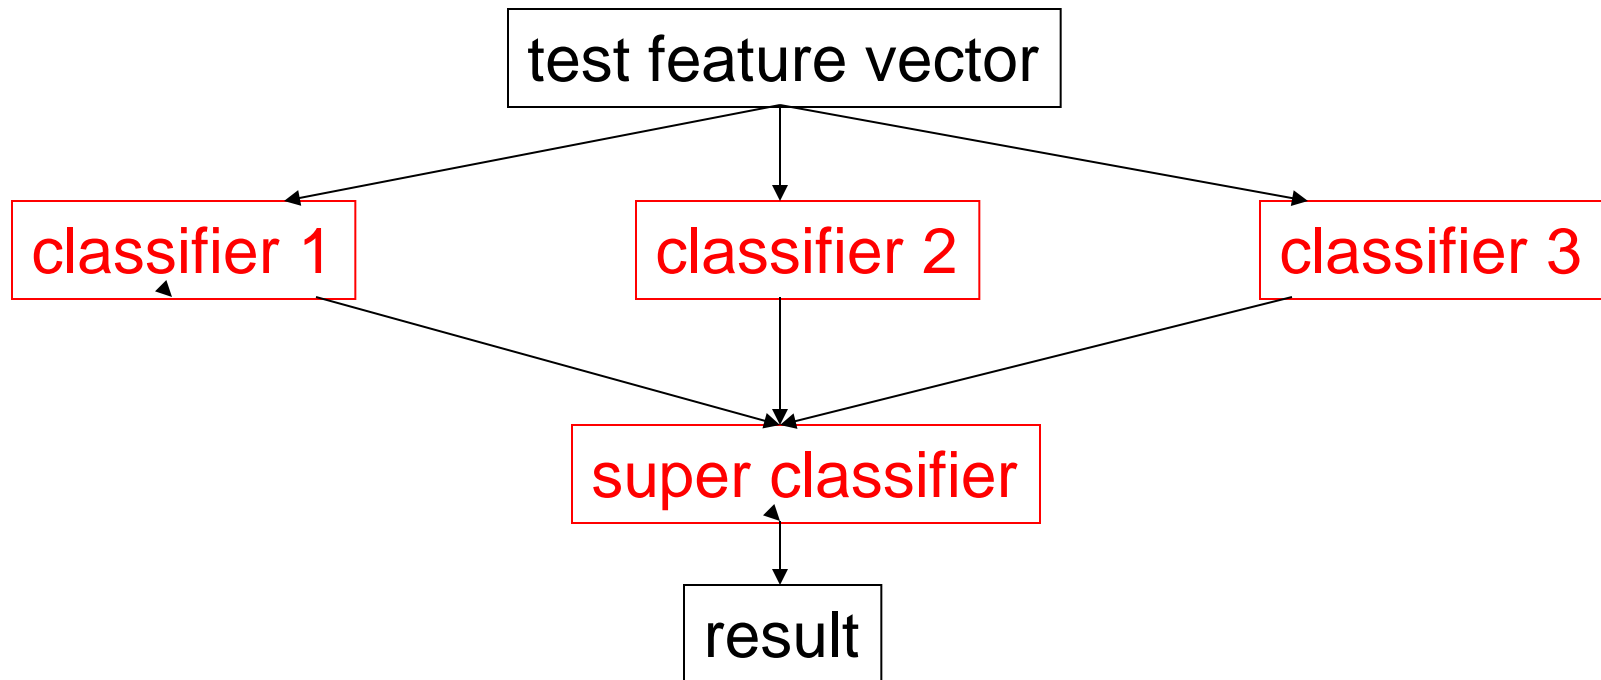 test feature vector
classifier 1
classifier 2
classifier 3
super classifier
result